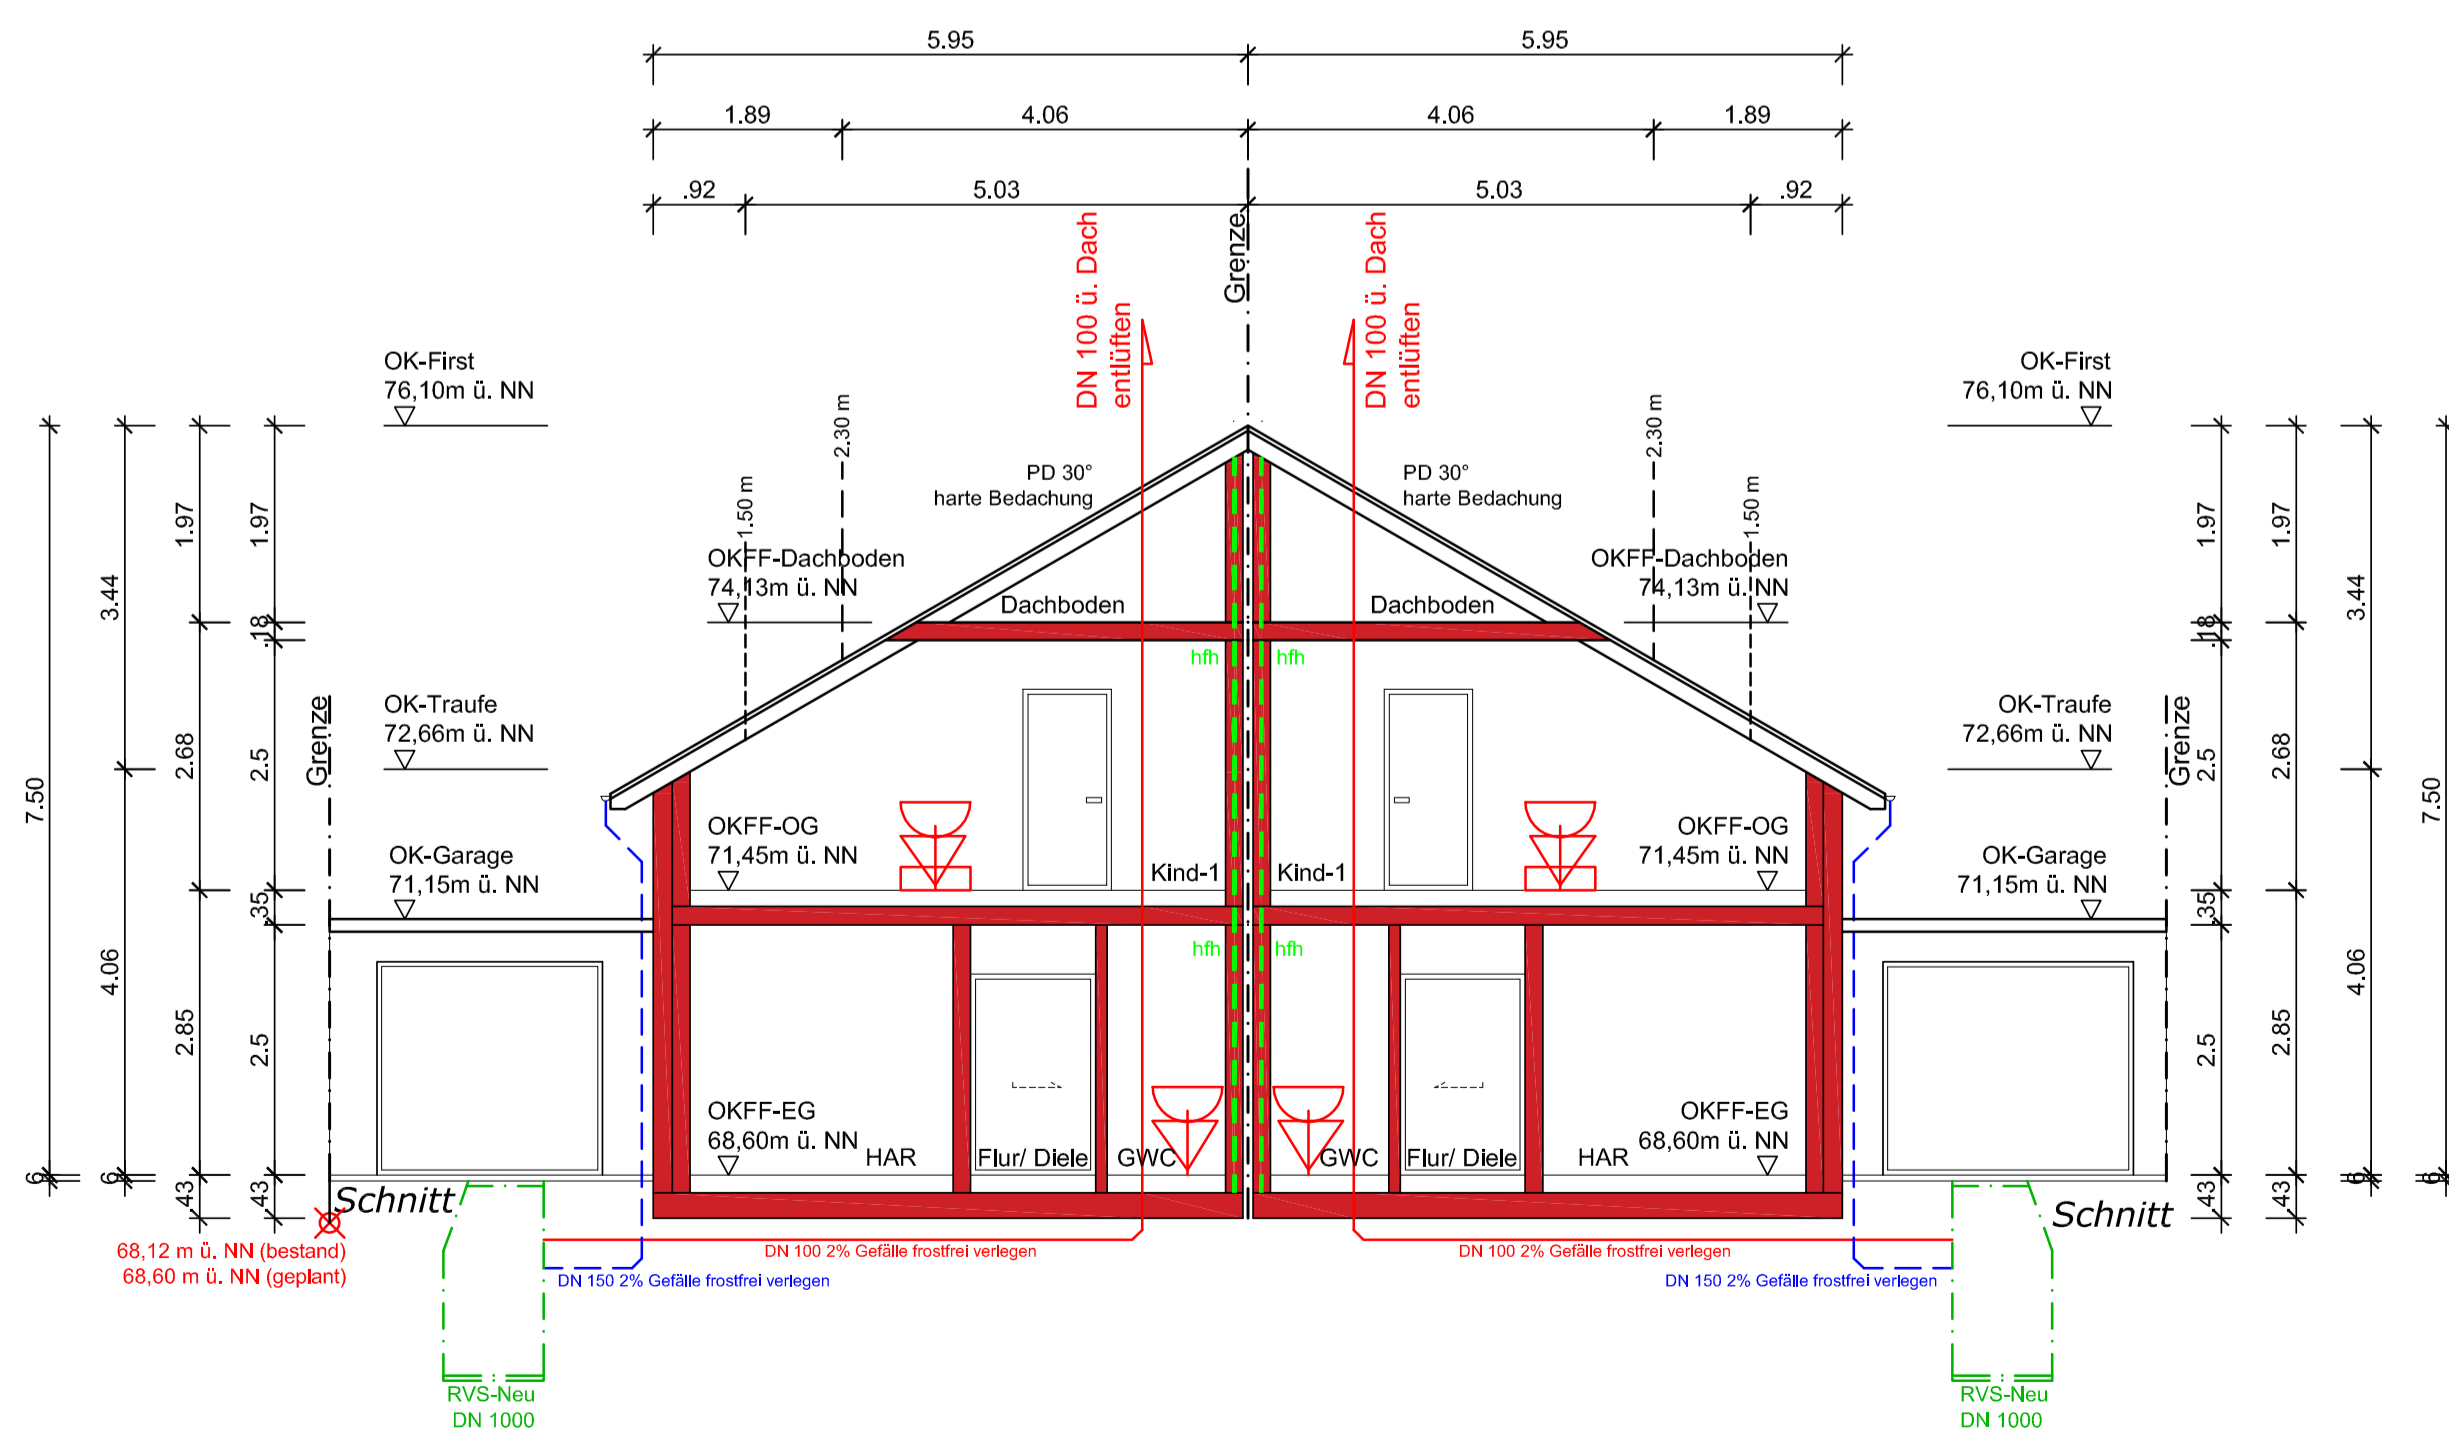 5.95
5.95
1.89
4.06
4.06
1.89
.92
5.03
5.03
.92
DN 100 ü. Dach
entlüften
Grenze
DN 100 ü. Dach
entlüften
OK-First
76,10m ü. NN
OK-First
76,10m ü. NN
2.30 m
2.30 m
PD 30°
harte Bedachung
PD 30°
harte Bedachung
1.50 m
1.50 m
OKFF-Dachboden
74,13m ü. NN
OKFF-Dachboden
74,13m ü. NN
Dachboden
Dachboden
hfh
hfh
OK-Traufe
72,66m ü. NN
OK-Traufe
72,66m ü. NN
Grenze
Grenze
OKFF-OG
71,45m ü. NN
OKFF-OG
71,45m ü. NN
Kind-1
Kind-1
OK-Garage
71,15m ü. NN
OK-Garage
71,15m ü. NN
hfh
hfh
OKFF-EG
68,60m ü. NN
OKFF-EG
68,60m ü. NN
HAR
Flur/ Diele
GWC
GWC
Flur/ Diele
HAR
7.50
6
3.44
4.06
6
1.97
2.68
2.85
.43
1.97
.18
2.5
.35
2.5
.43
1.97
.18
2.5
.35
2.5
.43
1.97
2.68
2.85
.43
3.44
4.06
6
7.50
6
Schnitt
Schnitt
68,12 m ü. NN (bestand)
68,60 m ü. NN (geplant)
DN 100 2% Gefälle frostfrei verlegen
DN 100 2% Gefälle frostfrei verlegen
DN 150 2% Gefälle frostfrei verlegen
DN 150 2% Gefälle frostfrei verlegen
RVS-Neu
DN 1000
RVS-Neu
DN 1000